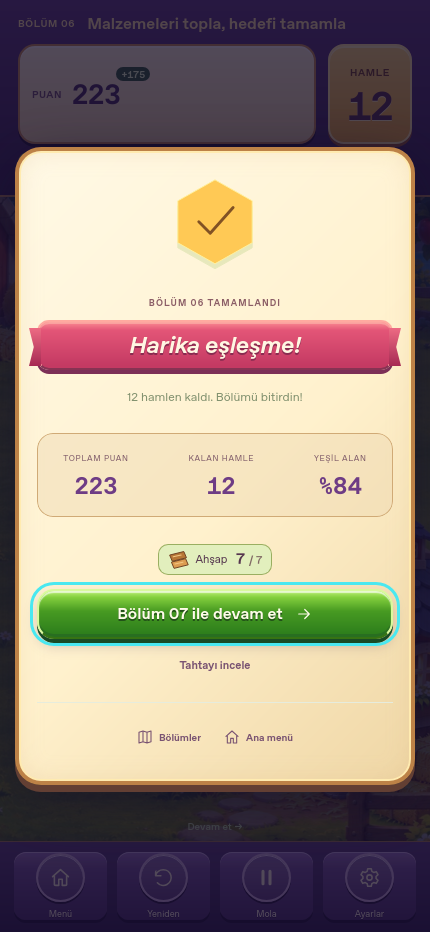 BÖLÜM 06 Malzemeleri topla, hedefi tamamla
+175
PUAN 223
HAMLE
12
BÖLÜM 06 TAMAMLANDI
Harika eşleşme!
12 hamlen kaldı. Bölümü bitirdin!
TOPLAM PUAN KALAN HAMLE YEŞİL ALAN
223 12 %84
Ahşap 7 / 7
Bölüm 07 ile devam et →
Tahtayı incele
Bölümler Ana menü
Devam et →
Menü Yeniden Mola Ayarlar